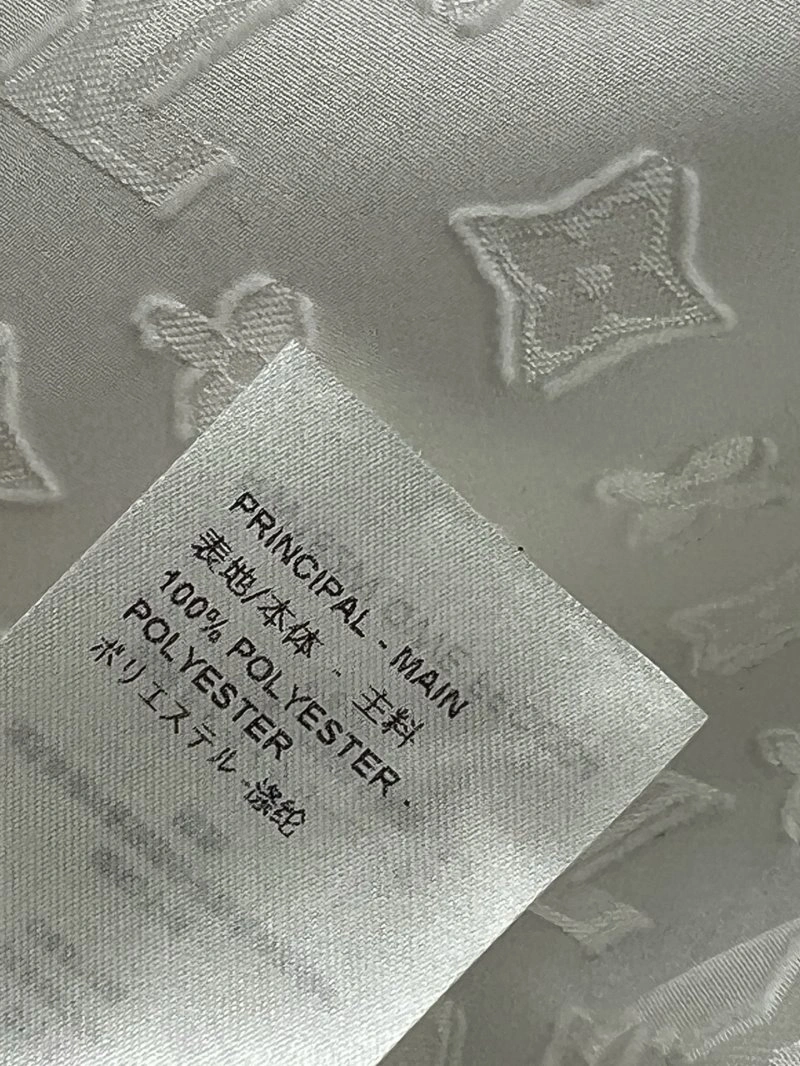 PRINCIPAL - MAIN
表地/本体 - 主料
100% POLYESTER -
POLYESTER
ポリエステル -涤纶